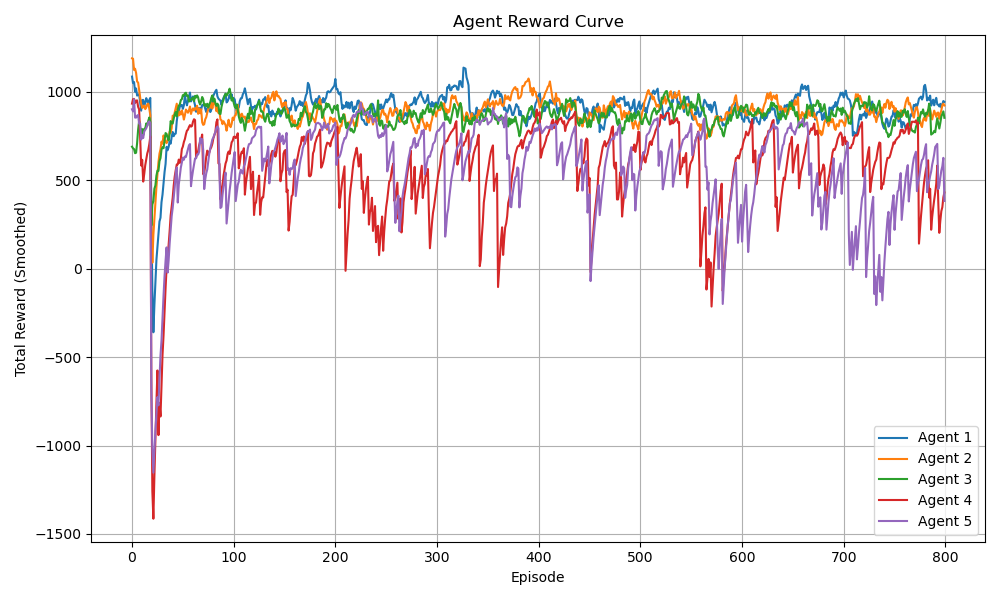 Agent Reward Curve
Total Reward (Smoothed)
1000
500
0
−500
−1000
−1500
0 100 200 300 400 500 600 700 800
Episode
Agent 1
Agent 2
Agent 3
Agent 4
Agent 5